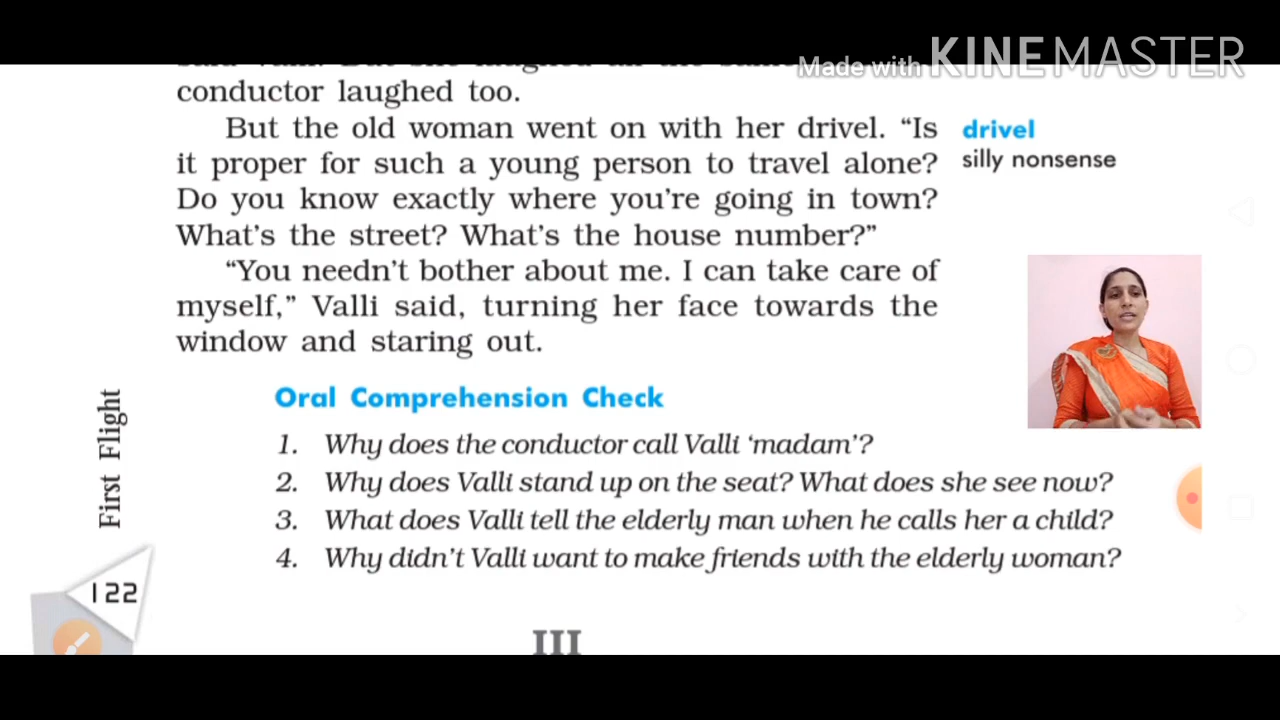 Made with KINEMASTER
conductor laughed too.
But the old woman went on with her drivel. “Is
it proper for such a young person to travel alone?
Do you know exactly where you’re going in town?
What’s the street? What’s the house number?”
“You needn’t bother about me. I can take care of
myself,” Valli said, turning her face towards the
window and staring out.
drivel
silly nonsense
Oral Comprehension Check
1. Why does the conductor call Valli ‘madam’?
2. Why does Valli stand up on the seat? What does she see now?
3. What does Valli tell the elderly man when he calls her a child?
4. Why didn’t Valli want to make friends with the elderly woman?
First Flight
122
III